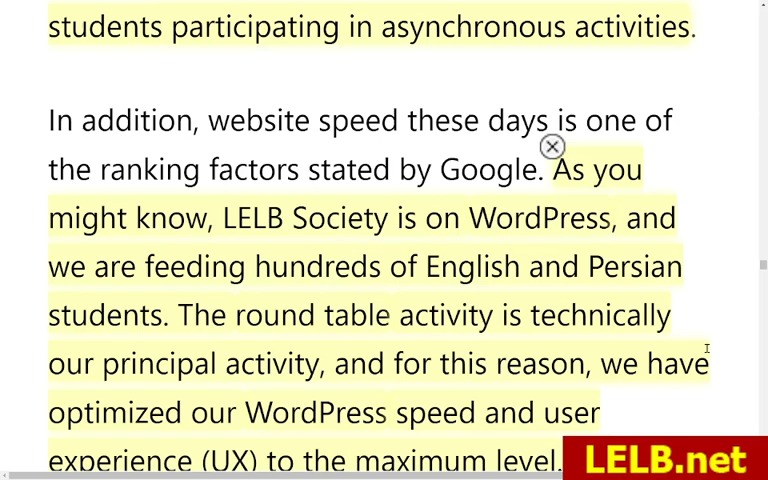 students participating in asynchronous activities.
In addition, website speed these days is one of
the ranking factors stated by Google. As you
might know, LELB Society is on WordPress, and
we are feeding hundreds of English and Persian
students. The round table activity is technically
our principal activity, and for this reason, we have
optimized our WordPress speed and user
experience (UX) to the maximum level.
LELB.net